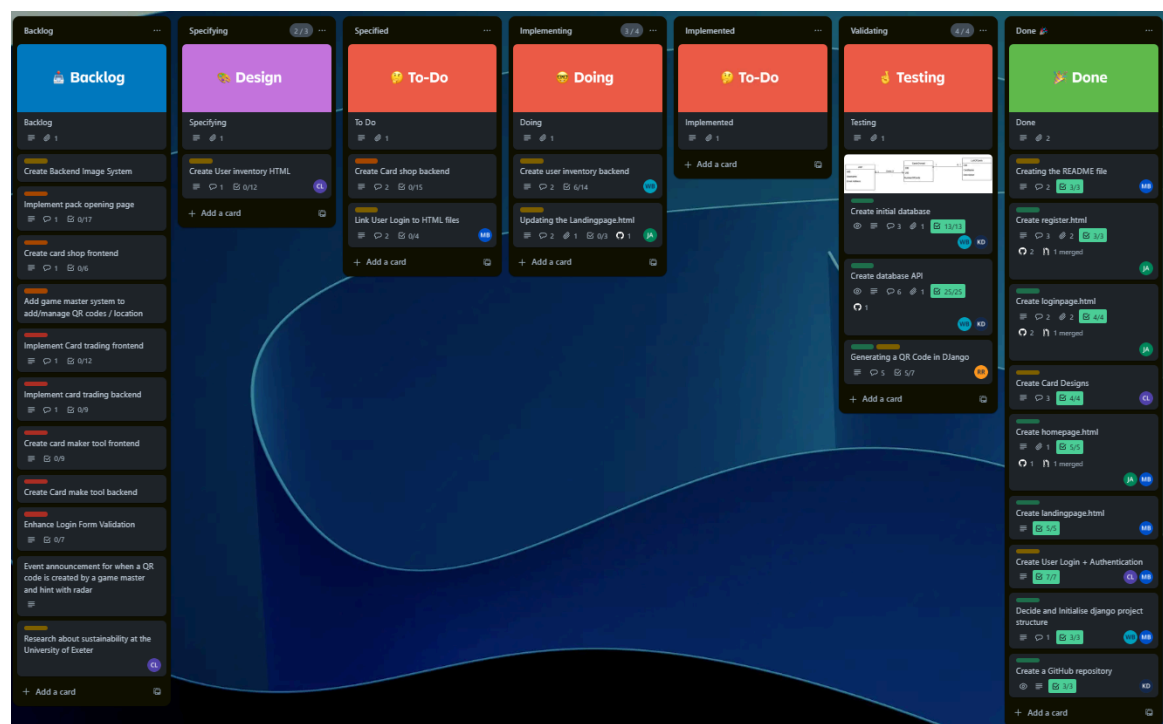 Backlog
Backlog
Backlog
1
Create Backend Image System
Implement pack opening page
1 0/17
Create card shop frontend
1 0/6
Add game master system to
add/manage QR codes / location
Implement Card trading frontend
1 0/12
Implement card trading backend
1 0/9
Create card maker tool frontend
0/9
Create Card make tool backend
Enhance Login Form Validation
0/7
Event announcement for when a QR
code is created by a game master
and hint with radar
Research about sustainability at the
University of Exeter
CL
+ Add a card
Specifying 2/3
Design
Specifying
1
Create User inventory HTML
1 0/12 CL
+ Add a card
Specified
To-Do
To Do
1
Create Card shop backend
2 0/15
Link User Login to HTML files
2 0/4 MB
+ Add a card
Implementing 3/4
Doing
Doing
1
Create user inventory backend
2 6/14 WB
Updating the Landingpage.html
2 1 0/3 1 JA
+ Add a card
Implemented
To-Do
Implemented
1
+ Add a card
Validating 4/4
Testing
Testing
1
Create initial database
3 1 13/13
WB KD
Create database API
6 1 25/25
1
WB KD
Generating a QR Code in DJango
5 5/7 RR
+ Add a card
Done
Done
Done
2
Creating the README file
2 3/3 MB
Create register.html
3 2 3/3
2 1 merged
JA
Create loginpage.html
2 2 4/4
2 1 merged
JA
Create Card Designs
3 4/4 CL
Create homepage.html
1 5/5
1 1 merged
JA MB
Create landingpage.html
5/5 MB
Create User Login + Authentication
7/7 CL MB
Decide and Initialise django project
structure
1 3/3 WB MB
Create a GitHub repository
3/3 KD
+ Add a card